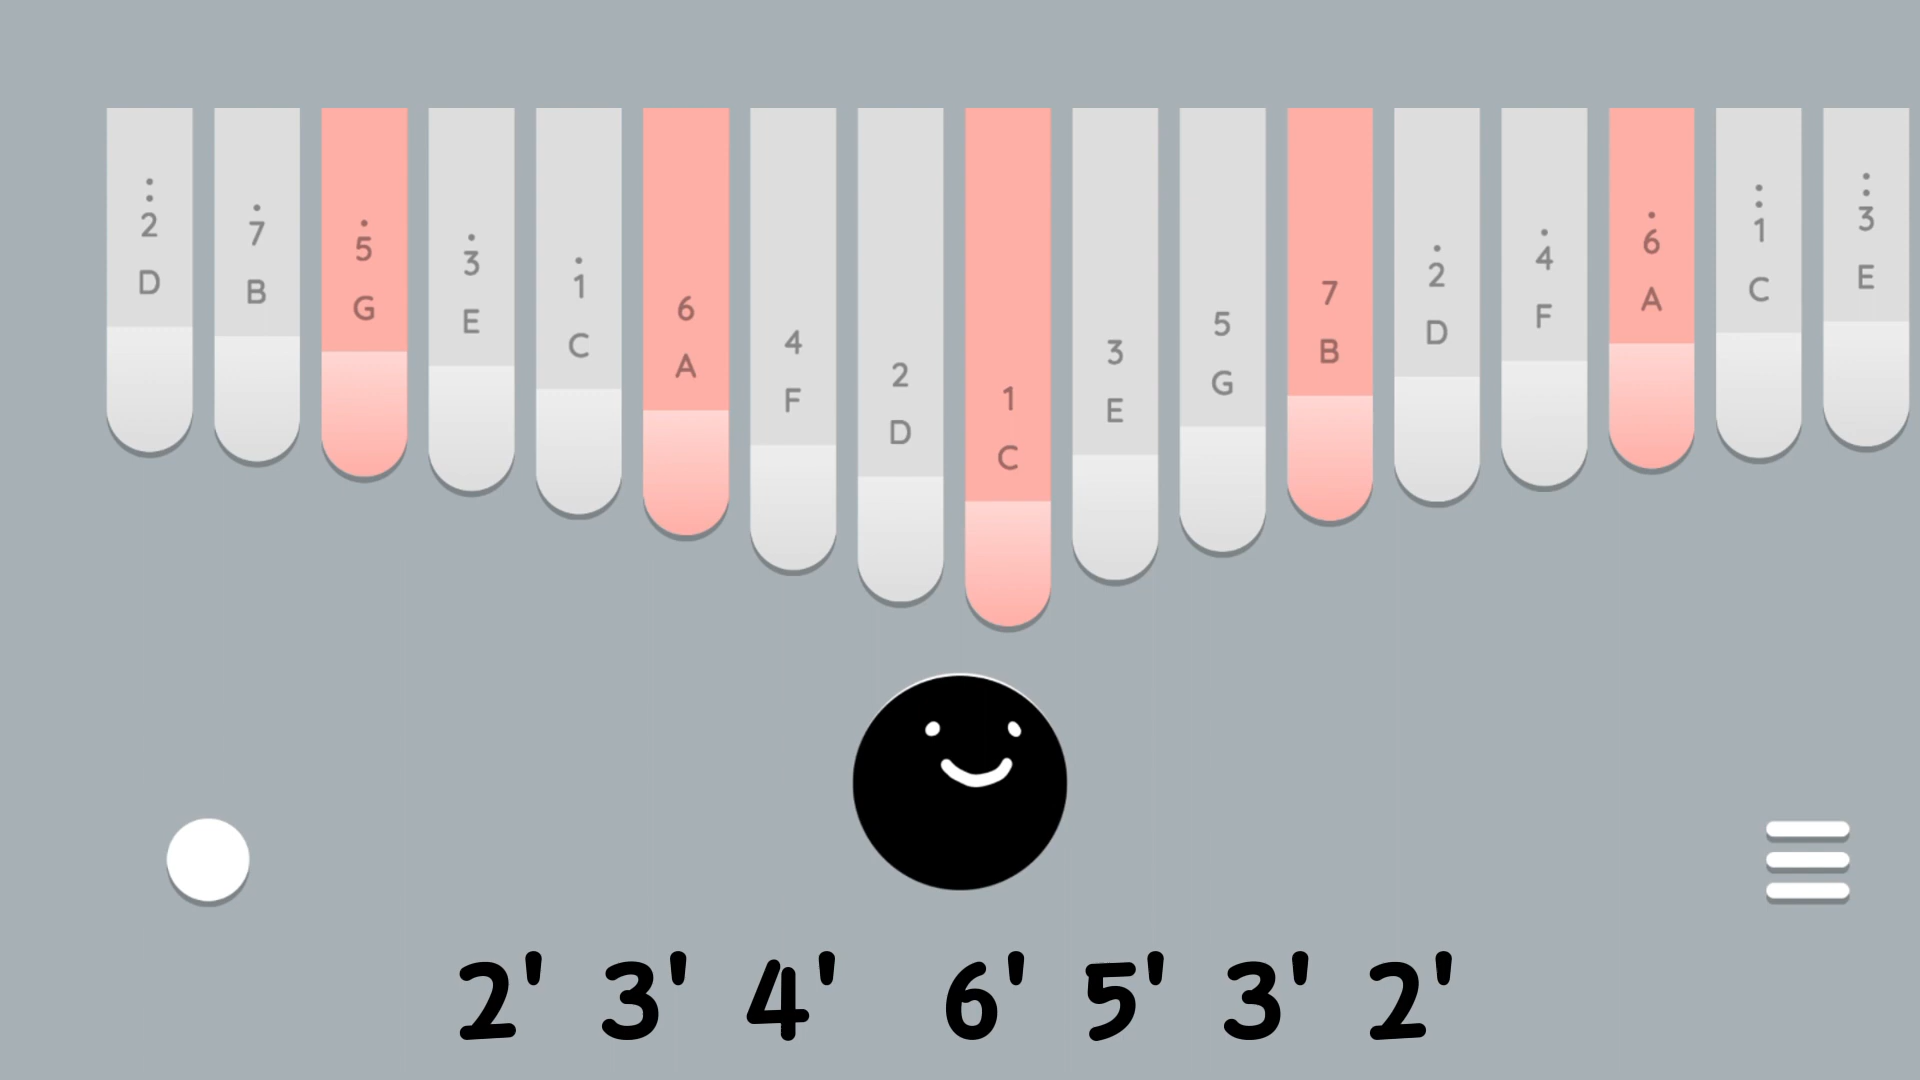 2̈ 7̇ 5̇ 3̇ 1̇ 6 4 2 1 3 5 7 2̇ 4̇ 6̇ 1̈ 3̈
D B G E C A F D C E G B D F A C E
2' 3' 4' 6' 5' 3' 2'